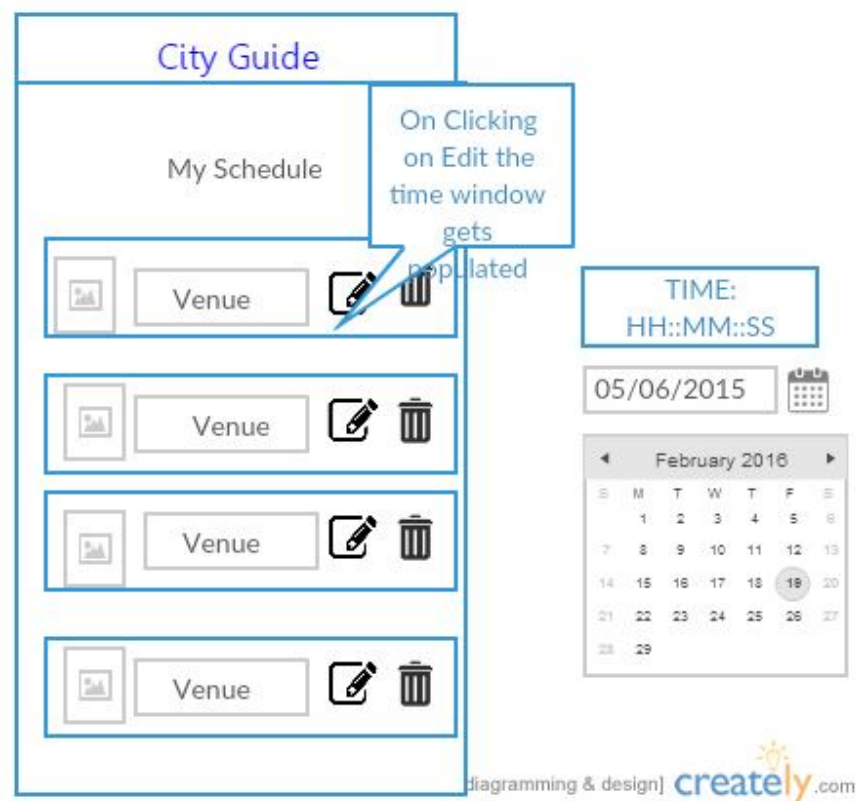 City Guide
My Schedule
On Clicking
on Edit the
time window
gets
populated
Venue
Venue
Venue
Venue
TIME:
HH::MM::SS
05/06/2015
February 2016
S M T W T F S
1 2 3 4 5 6
7 8 9 10 11 12 13
14 15 16 17 18 19 20
21 22 23 24 25 26 27
28 29
diagramming & design] creately.com